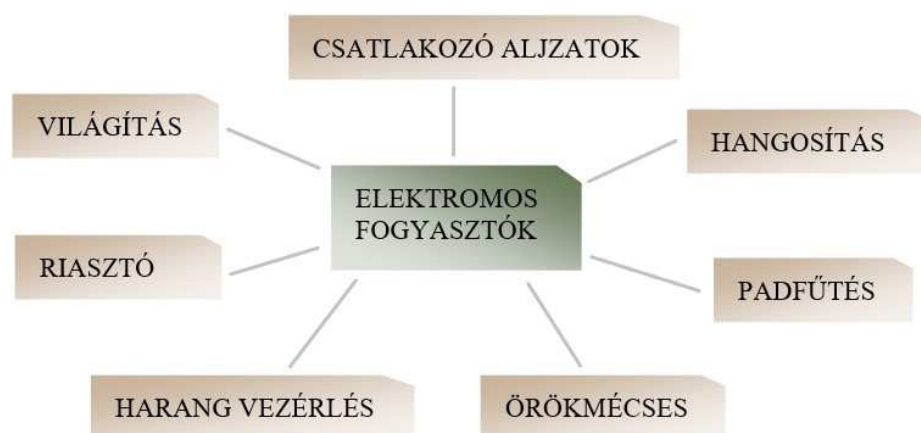 CSATLAKOZÓ ALJZATOK
VILÁGÍTÁS
HANGOSÍTÁS
ELEKTROMOS
FOGYASZTÓK
RIASZTÓ
PADFŰTÉS
HARANG VEZÉRLÉS
ÖRÖKMÉCSES